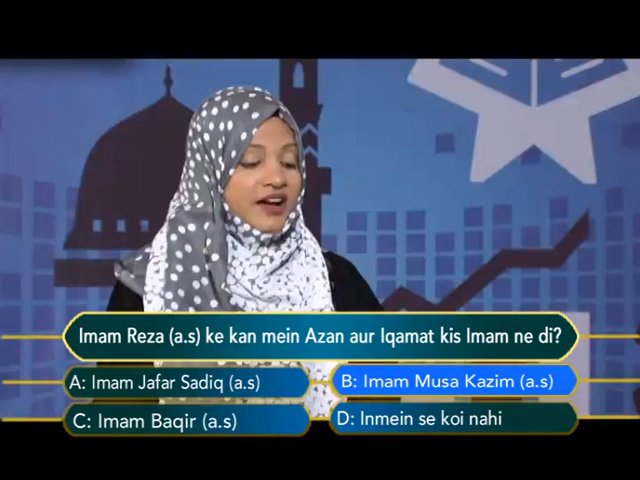 Imam Reza (a.s) ke kan mein Azan aur Iqamat kis Imam ne di?
A: Imam Jafar Sadiq (a.s)
B: Imam Musa Kazim (a.s)
C: Imam Baqir (a.s)
D: Inmein se koi nahi